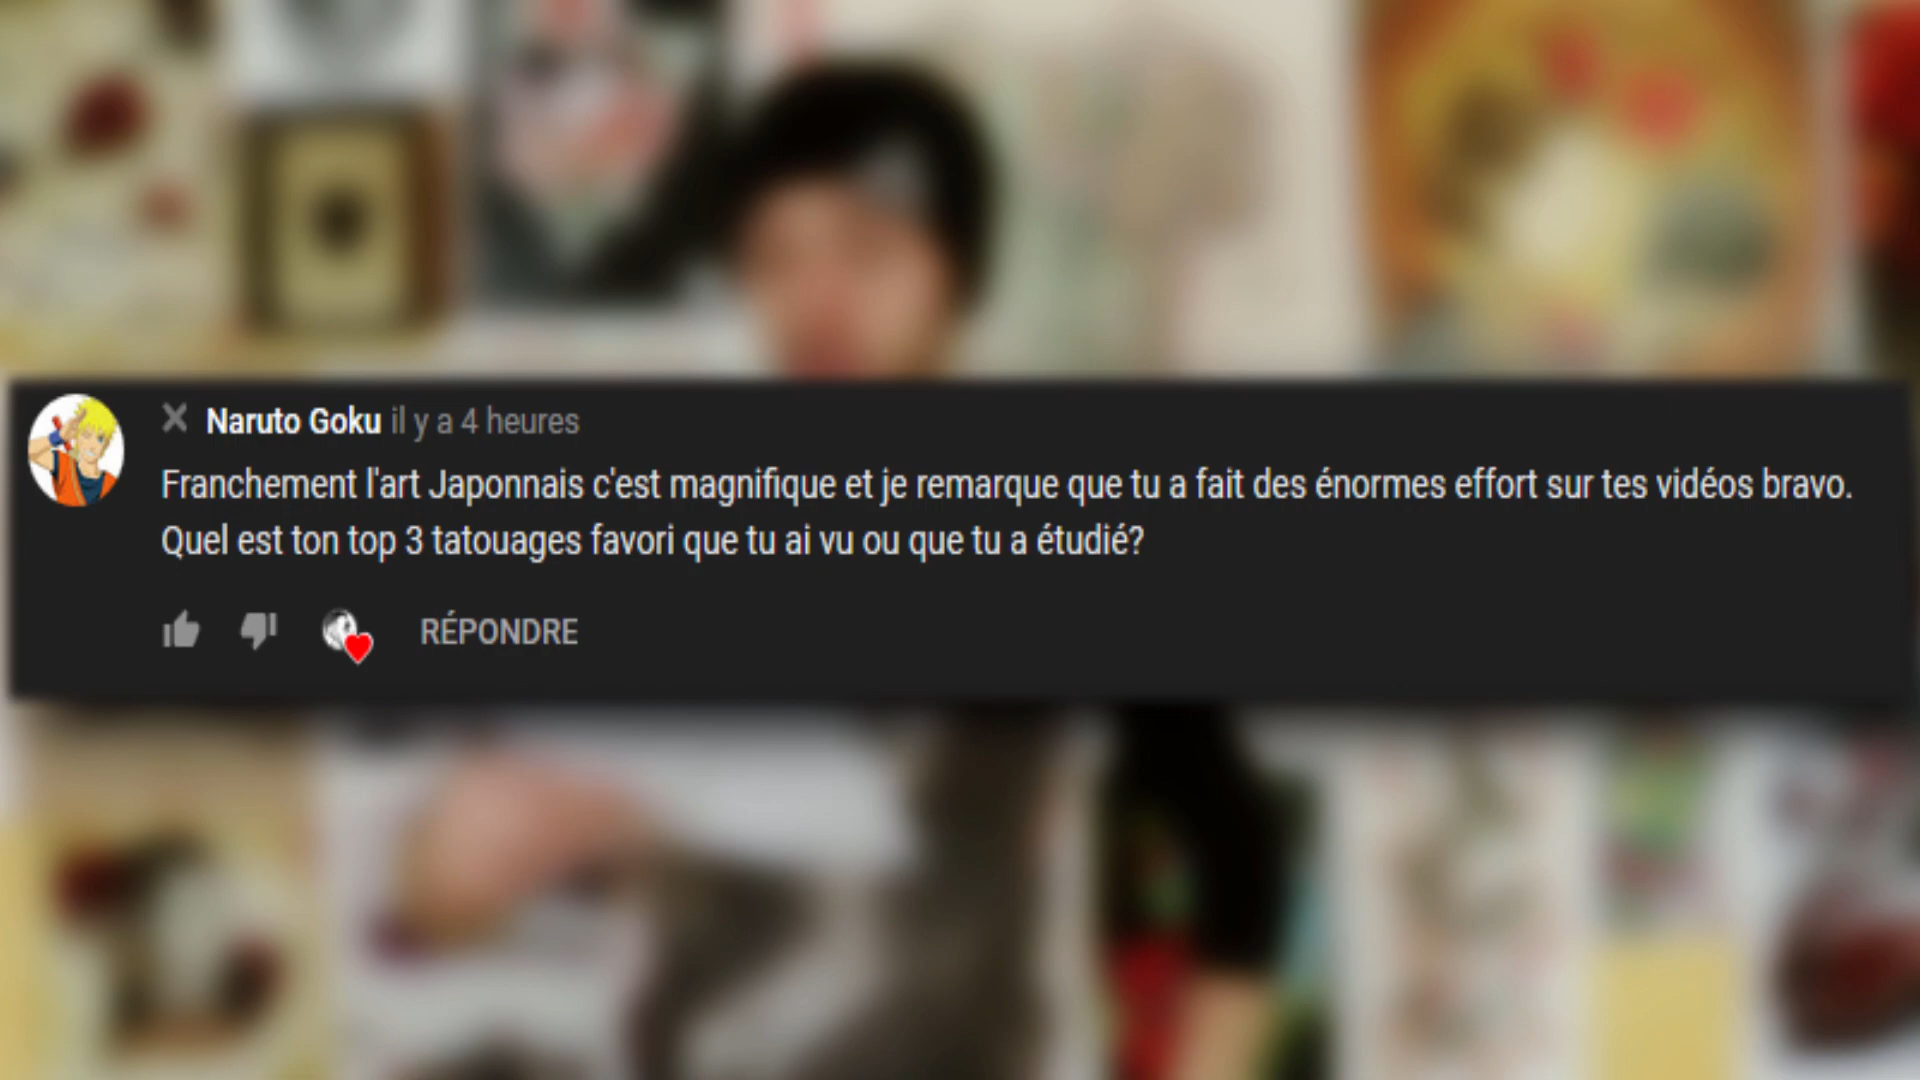 Naruto Goku il y a 4 heures
Franchement l'art Japonnais c'est magnifique et je remarque que tu a fait des énormes effort sur tes vidéos bravo.
Quel est ton top 3 tatouages favori que tu ai vu ou que tu a étudié?
RÉPONDRE